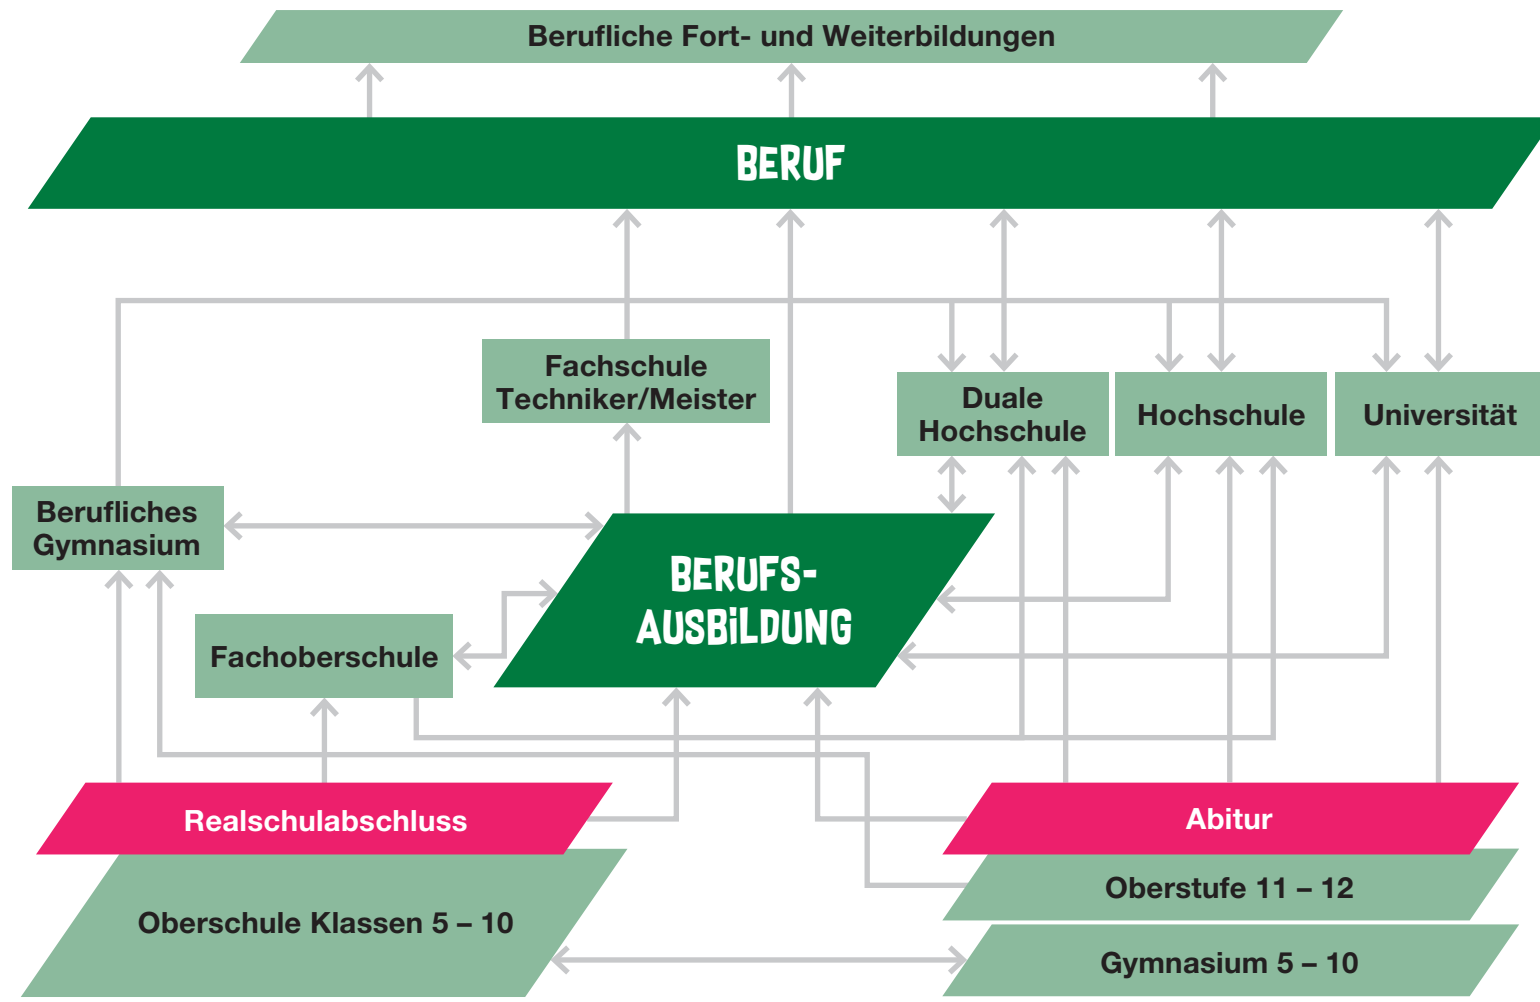 Berufliche Fort- und Weiterbildungen
BERUF
Fachschule
Techniker/Meister
Duale
Hochschule
Hochschule
Universität
Berufliches
Gymnasium
BERUFS-
AUSBiLDUNG
Fachoberschule
Realschulabschluss
Abitur
Oberstufe 11 – 12
Oberschule Klassen 5 – 10
Gymnasium 5 – 10